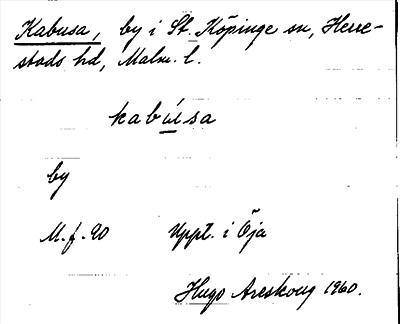 Kabusa, by i St. Köpinge sn, Herre-
stads hd, Malm. l.
kabúsa
by
M. f. 90 Uppt. i Öja
Hugo Areskoug 1960.